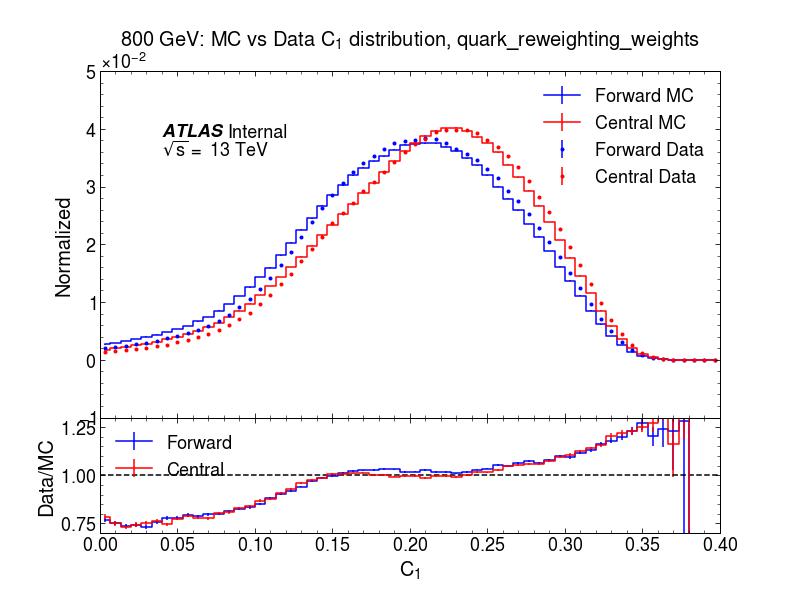 800 GeV: MC vs Data C₁ distribution, quark_reweighting_weights
×10⁻²
5
4
3
2
1
0
−1
Normalized
ATLAS Internal
√s = 13 TeV
Forward MC
Central MC
Forward Data
Central Data
1.25
1.00
0.75
Data/MC
Forward
Central
0.00 0.05 0.10 0.15 0.20 0.25 0.30 0.35 0.40
C₁